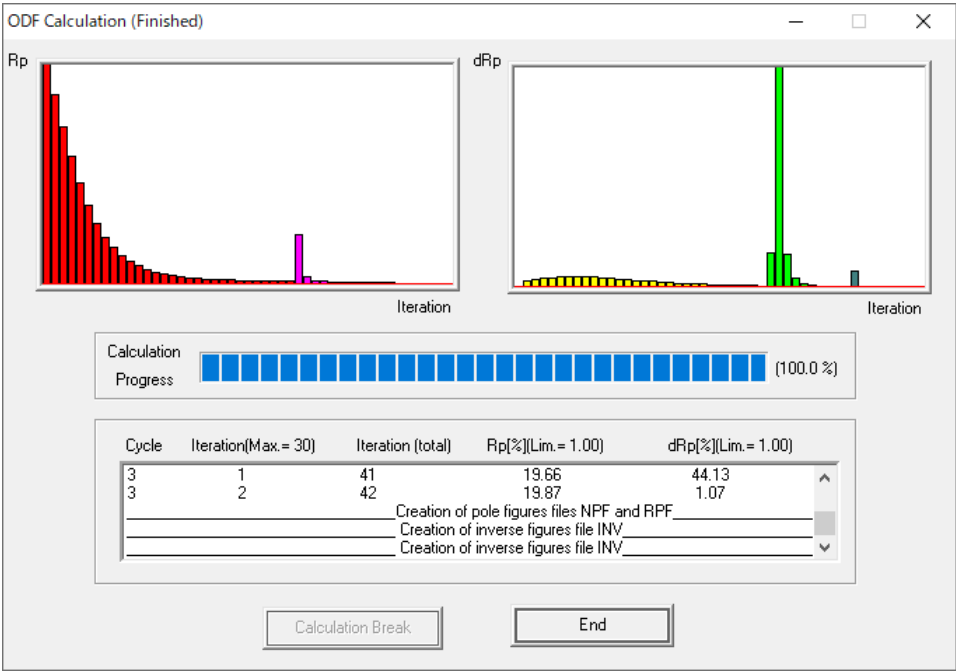 ODF Calculation (Finished)
Rp
dRp
Iteration
Iteration
Calculation
Progress
(100.0 %)
Cycle Iteration(Max.= 30) Iteration (total) Rp[%](Lim.= 1.00) dRp[%](Lim.= 1.00)
3 1 41 19.66 44.13
3 2 42 19.87 1.07
Creation of pole figures files NPF and RPF
Creation of inverse figures file INV
Creation of inverse figures file INV
Calculation Break
End